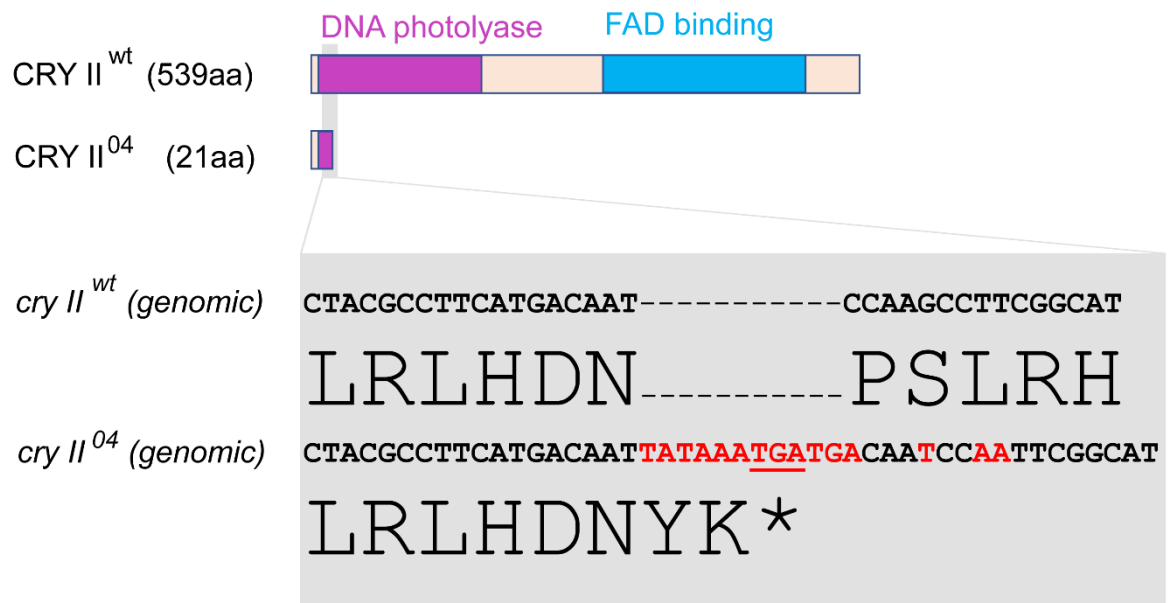 DNA photolyase FAD binding
CRY II wt (539aa)
CRY II 04 (21aa)
cry II wt (genomic) CTACGCCTTCATGACAAT-----------CCAAGCCTTCGGCAT
LRLHDN-----------PSLRH
cry II 04 (genomic) CTACGCCTTCATGACAATTATAAATGATGACAATCCAATTCGGCAT
LRLHDNYK*